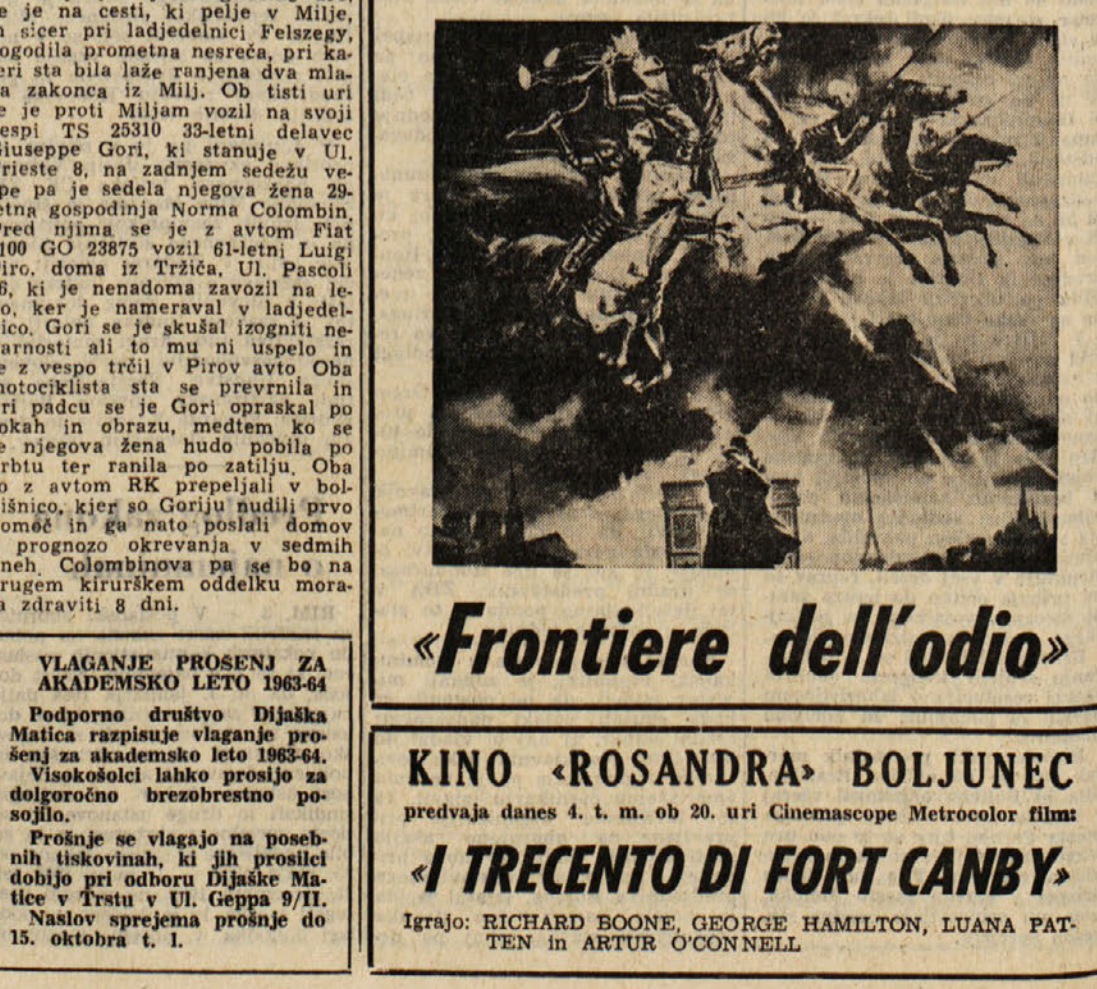 je na cesti, ki pelje v Milje,
sicer pri ladjedelnici Felszegy,
ogodila prometna nesreča, pri ka-
eri sta bila laže ranjena dva mla-
a zakonca iz Milj. Ob tisti uri
e je proti Miljam vozil na svoji
espi TS 25310 33-letni delavec
Giuseppe Gori, ki stanuje v Ul.
Trieste 8, na zadnjem sedežu ve-
pe pa je sedela njegova žena 29-
etna gospodinja Norma Colombin.
Pred njima se je z avtom Fiat
100 GO 23875 vozil 61-letni Luigi
Piro, doma iz Tržiča, Ul. Pascoli
6, ki je nenadoma zavozil na le-
o, ker je nameraval v ladjedel-
ico. Gori se je skušal izogniti ne-
arnosti ali to mu ni uspelo in
e z vespo trčil v Pirov avto Oba
motociklista sta se prevrnila in
ri padcu se je Gori opraskal po
okah in obrazu, medtem ko se
e njegova žena hudo pobila po
rbtu ter ranila po zatilju. Oba
o z avtom RK prepeljali v bol-
išnico, kjer so Goriju nudili prvo
omoč in ga nato poslali domov
prognozo okrevanja v sedmih
neh. Colombinova pa se bo na
rugem kirurškem oddelku mora-
a zdraviti 8 dni.
VLAGANJE PROSENJ ZA
AKADEMSKO LETO 1963-64
Podporno društvo Dijaška
Matica razpisuje vlaganje pro-
šenj za akademsko leto 1963-64.
Visokošolci lahko prosijo za
dolgoročno brezobrestno po-
sojilo.
Prošnje se vlagajo na poseb-
nih tiskovinah, ki jih prosilci
dobijo pri odboru Dijaške Ma-
tice v Trstu v Ul. Geppa 9/II.
Naslov sprejema prošnje do
15. oktobra t. l.
«Frontiere dell'odio»
KINO «ROSANDRA» BOLJUNEC
predvaja danes 4. t. m. ob 20. uri Cinemascope Metrocolor film:
«I TRECENTO DI FORT CANBY»
Igrajo: RICHARD BOONE, GEORGE HAMILTON, LUANA PAT-
TEN in ARTUR O'CONNELL